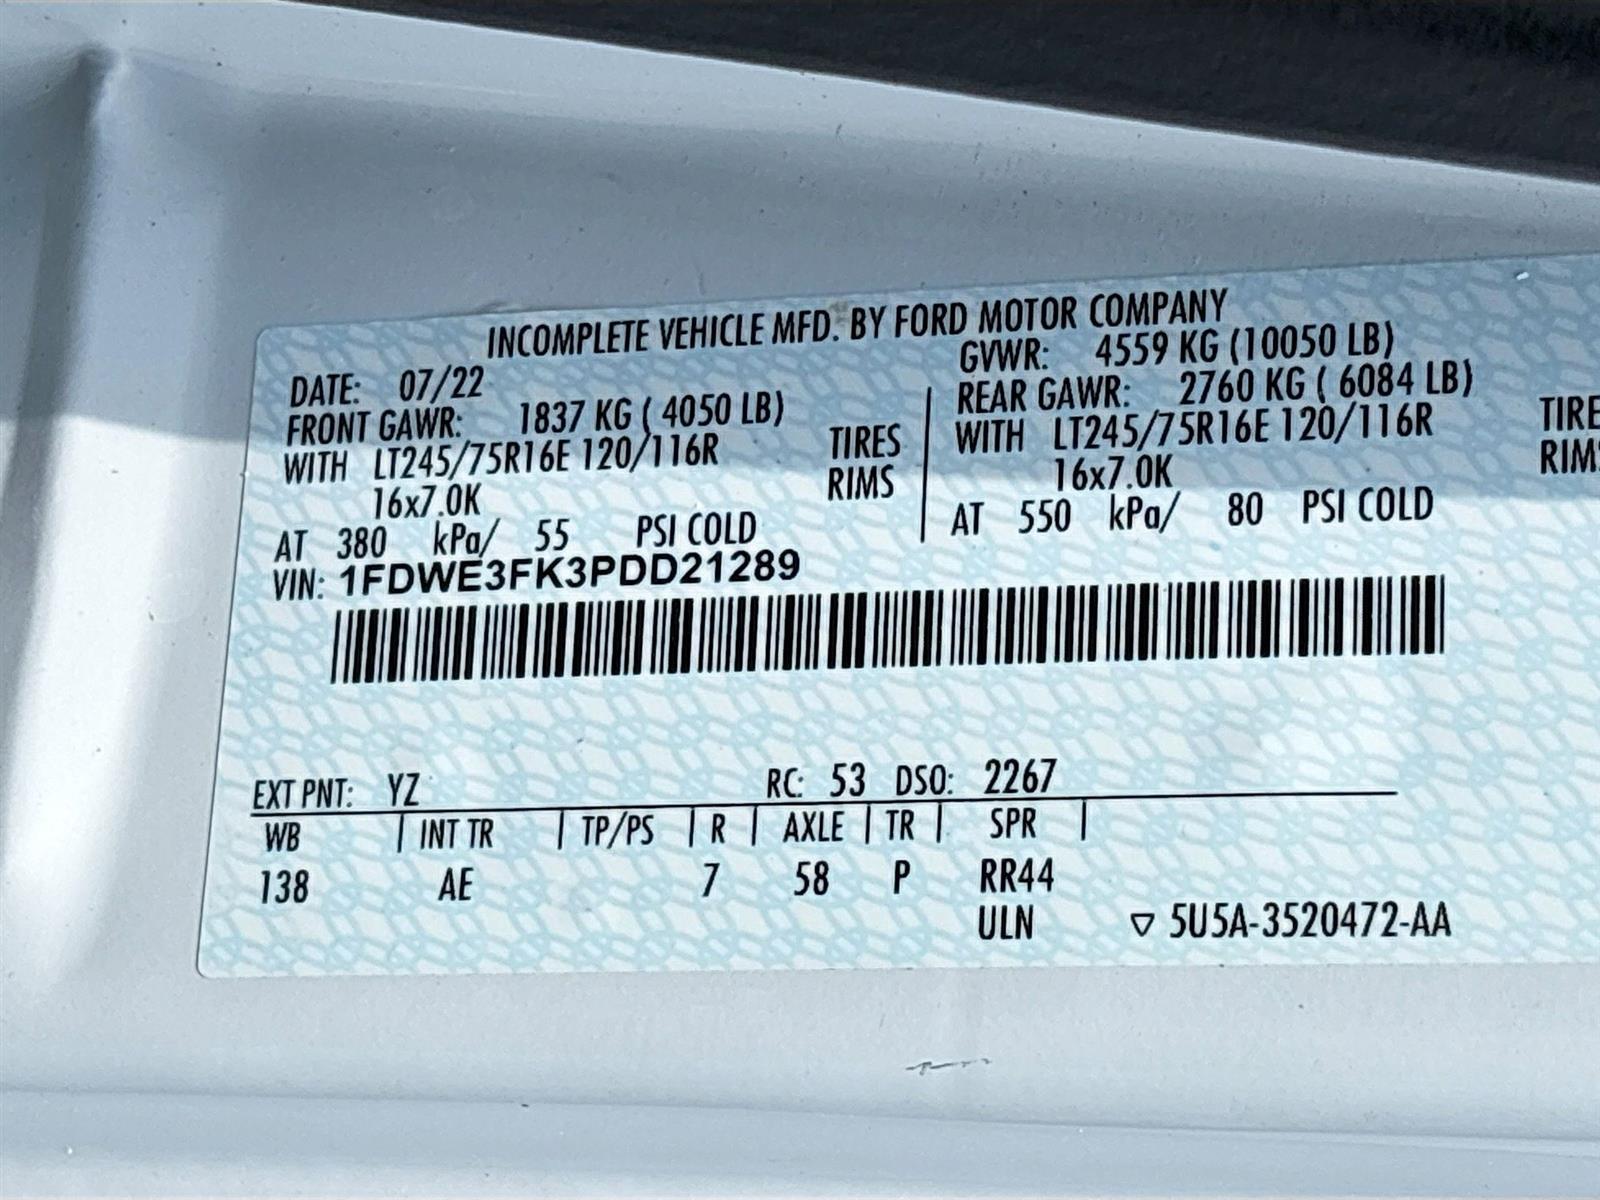 INCOMPLETE VEHICLE MFD. BY FORD MOTOR COMPANY
DATE: 07/22 GVWR: 4559 KG (10050 LB)
FRONT GAWR: 1837 KG ( 4050 LB) REAR GAWR: 2760 KG ( 6084 LB)
WITH LT245/75R16E 120/116R TIRES WITH LT245/75R16E 120/116R TIRE
16x7.0K RIMS 16x7.0K RIMS
AT 380 kPa/ 55 PSI COLD AT 550 kPa/ 80 PSI COLD
VIN: 1FDWE3FK3PDD21289
EXT PNT: YZ RC: 53 DSO: 2267
WB | INT TR | TP/PS | R | AXLE | TR | SPR |
138 AE 7 58 P RR44
ULN ▽ 5U5A-3520472-AA